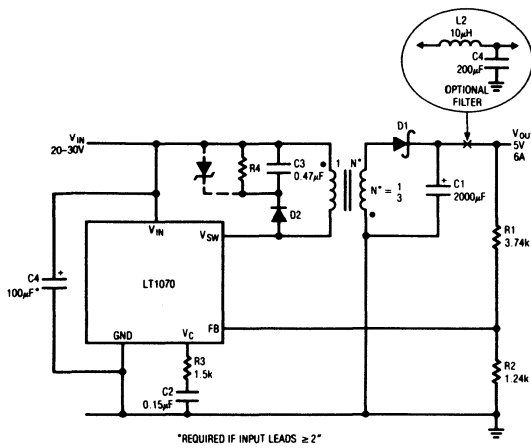 L2
10μH
C4
200μF
OPTIONAL
FILTER
VIN
20-30V
D1
VOUT
5V
6A
R4
C3
0.47μF
1
N*
N* = 1/3
C1
2000μF
D2
R1
3.74k
VIN
VSW
C4
100μF*
LT1070
GND
VC
FB
R3
1.5k
R2
1.24k
C2
0.15μF
*REQUIRED IF INPUT LEADS ≥ 2"